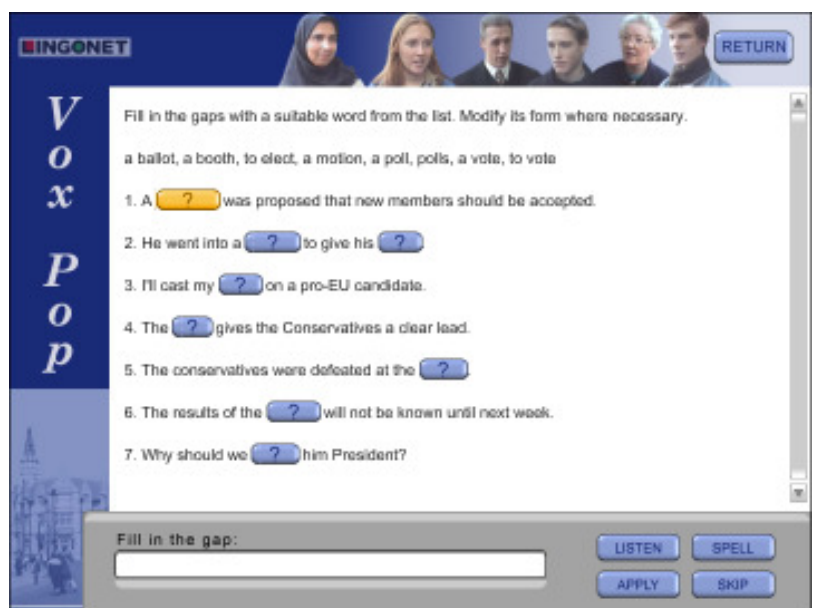 LINGONET
RETURN
Vox Pop
Fill in the gaps with a suitable word from the list. Modify its form where necessary.
a ballot, a booth, to elect, a motion, a poll, polls, a vote, to vote
1. A ? was proposed that new members should be accepted.
2. He went into a ? to give his ?
3. I'll cast my ? on a pro-EU candidate.
4. The ? gives the Conservatives a clear lead.
5. The conservatives were defeated at the ?.
6. The results of the ? will not be known until next week.
7. Why should we ? him President?
Fill in the gap:
LISTEN SPELL
APPLY SKIP